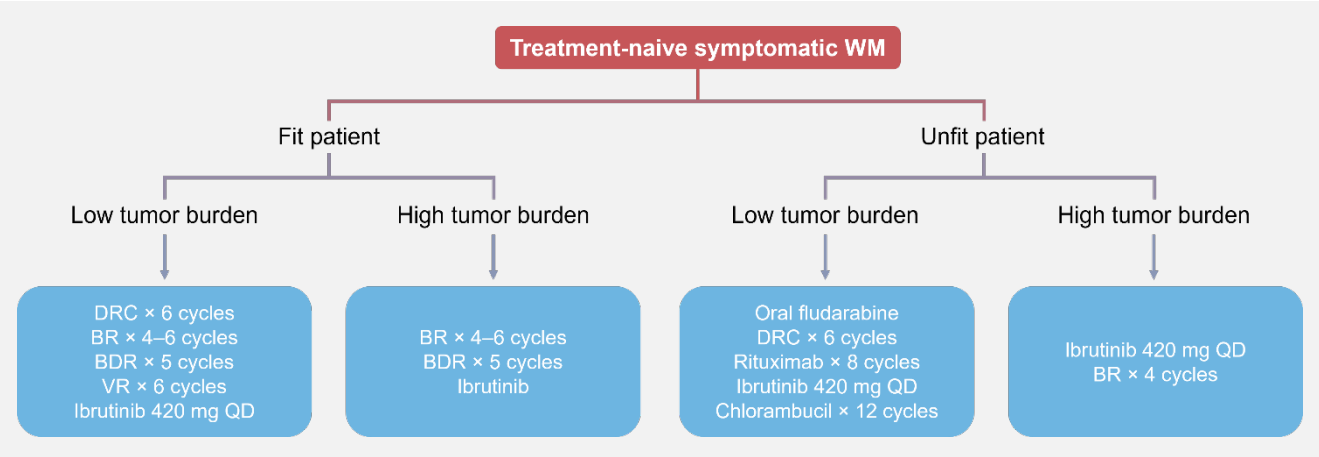 Treatment-naive symptomatic WM
Fit patient
Unfit patient
Low tumor burden
High tumor burden
Low tumor burden
High tumor burden
DRC × 6 cycles
BR × 4–6 cycles
BDR × 5 cycles
VR × 6 cycles
Ibrutinib 420 mg QD
BR × 4–6 cycles
BDR × 5 cycles
Ibrutinib
Oral fludarabine
DRC × 6 cycles
Rituximab × 8 cycles
Ibrutinib 420 mg QD
Chlorambucil × 12 cycles
Ibrutinib 420 mg QD
BR × 4 cycles